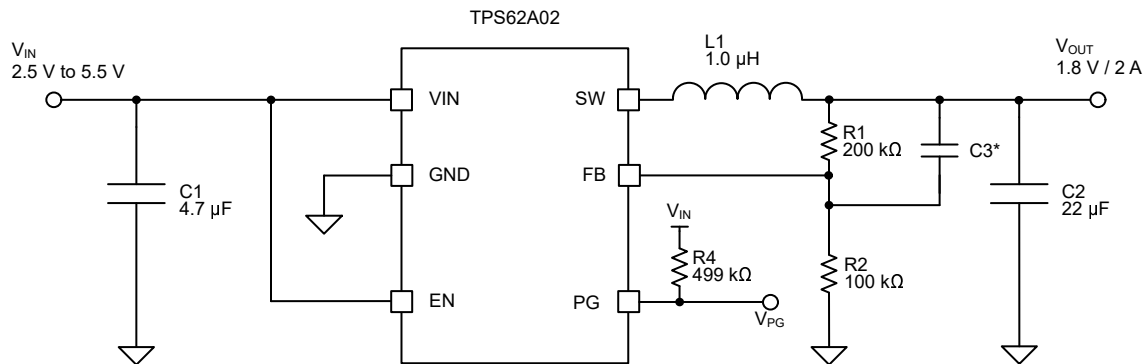 TPS62A02
V_IN
2.5 V to 5.5 V
L1
1.0 µH
V_OUT
1.8 V / 2 A
VIN
SW
R1
200 kΩ
C3*
GND
FB
C1
4.7 µF
C2
22 µF
V_IN
R4
499 kΩ
R2
100 kΩ
EN
PG
V_PG